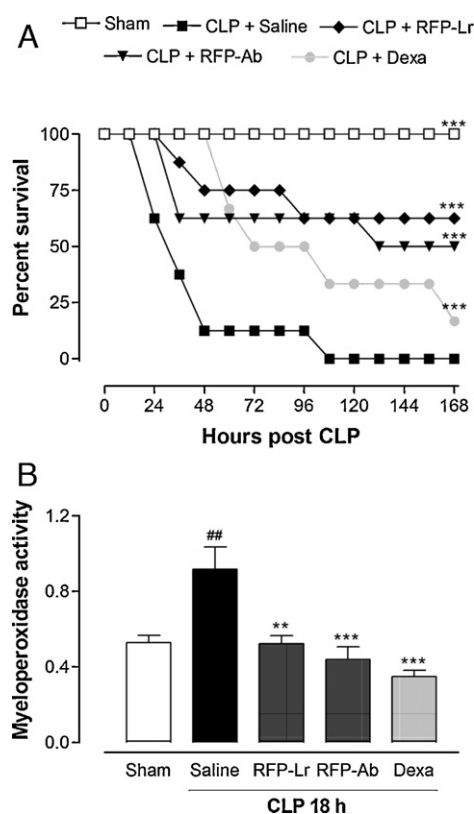 A
Sham CLP + Saline CLP + RFP-Lr
CLP + RFP-Ab CLP + Dexa
***
100
***
75
***
50
***
25
0
Percent survival
0 24 48 72 96 120 144 168
Hours post CLP
B
1.2
0.8
0.4
0.0
Myeloperoxidase activity
##
**
***
***
Sham Saline RFP-Lr RFP-Ab Dexa
CLP 18 h